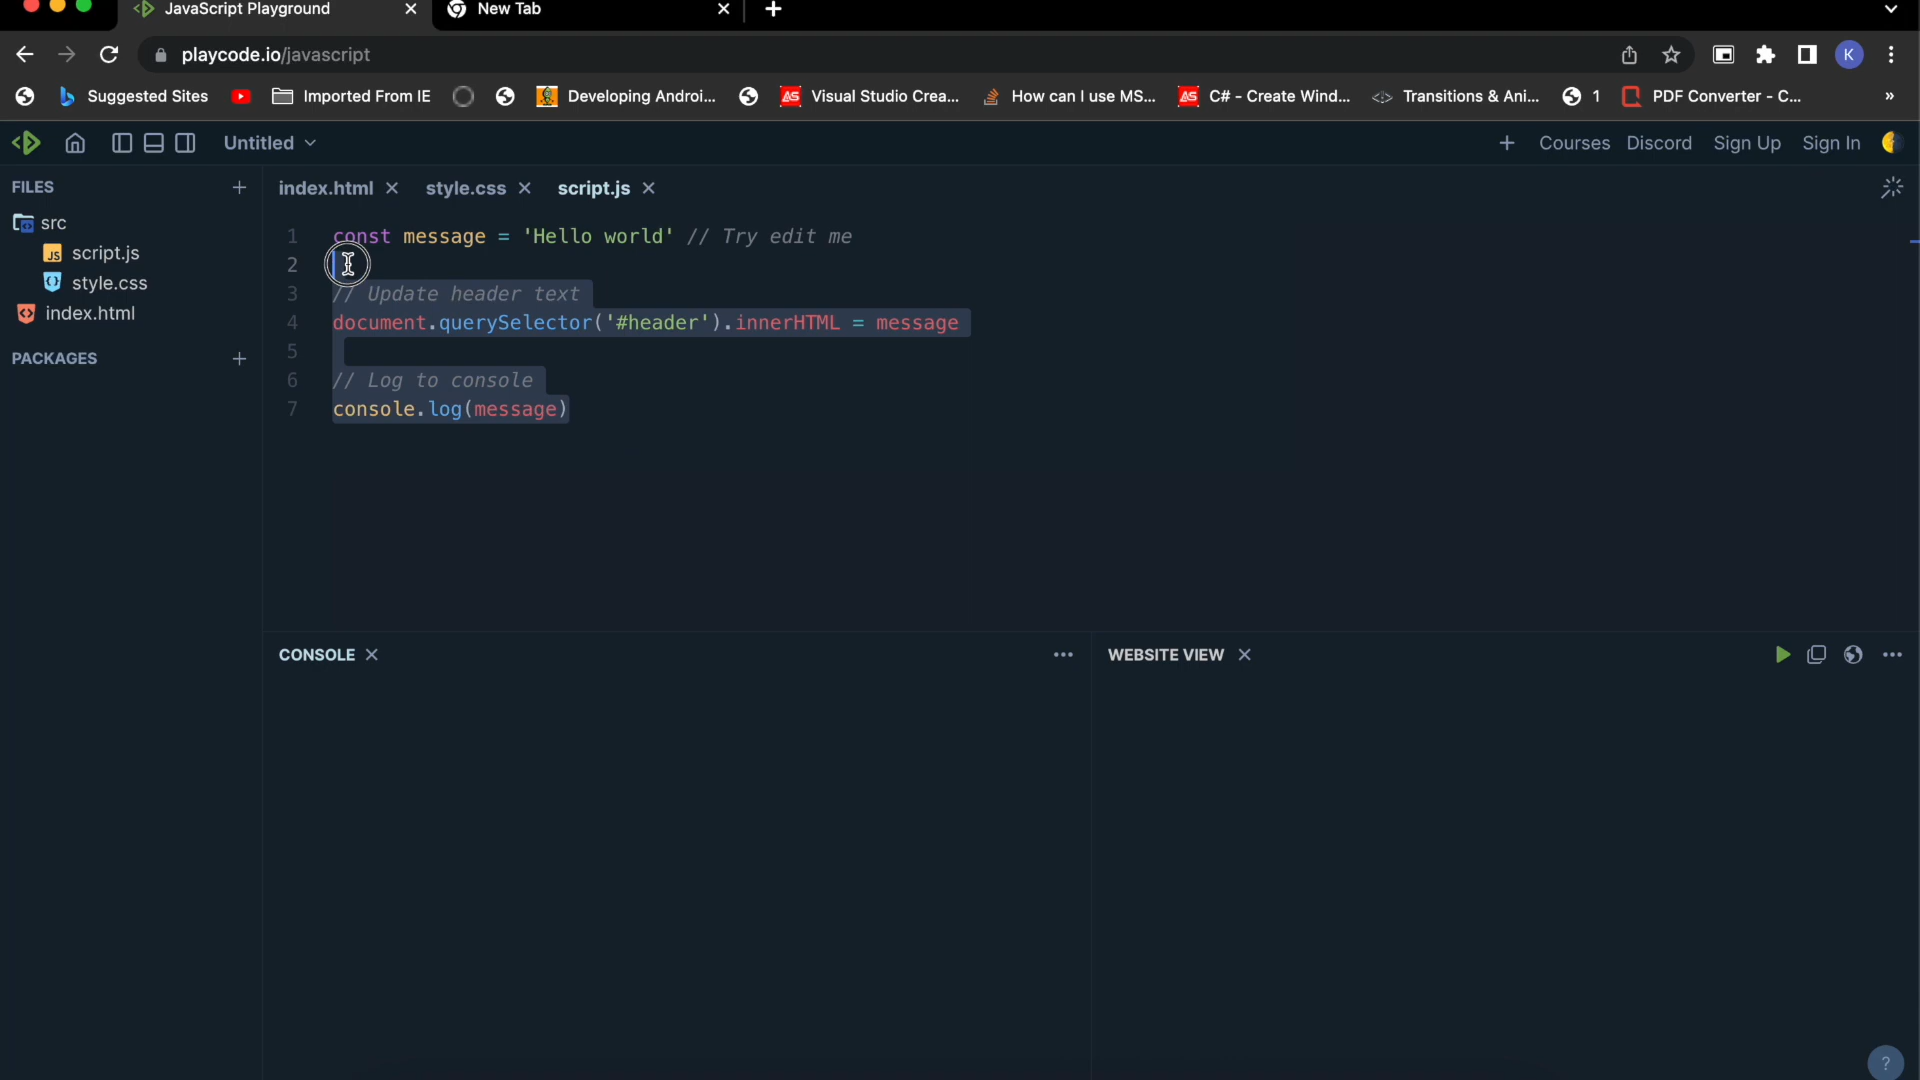 JavaScript Playground
New Tab
playcode.io/javascript
K
Suggested Sites
Imported From IE
Developing Androi...
Visual Studio Crea...
How can I use MS...
C# - Create Wind...
Transitions & Ani...
1
PDF Converter - C...
»
Untitled
Courses
Discord
Sign Up
Sign In
FILES
src
script.js
style.css
index.html
PACKAGES
index.html
style.css
script.js
1 const message = 'Hello world' // Try edit me
2
3 // Update header text
4 document.querySelector('#header').innerHTML = message
5
6 // Log to console
7 console.log(message)
CONSOLE
WEBSITE VIEW
?